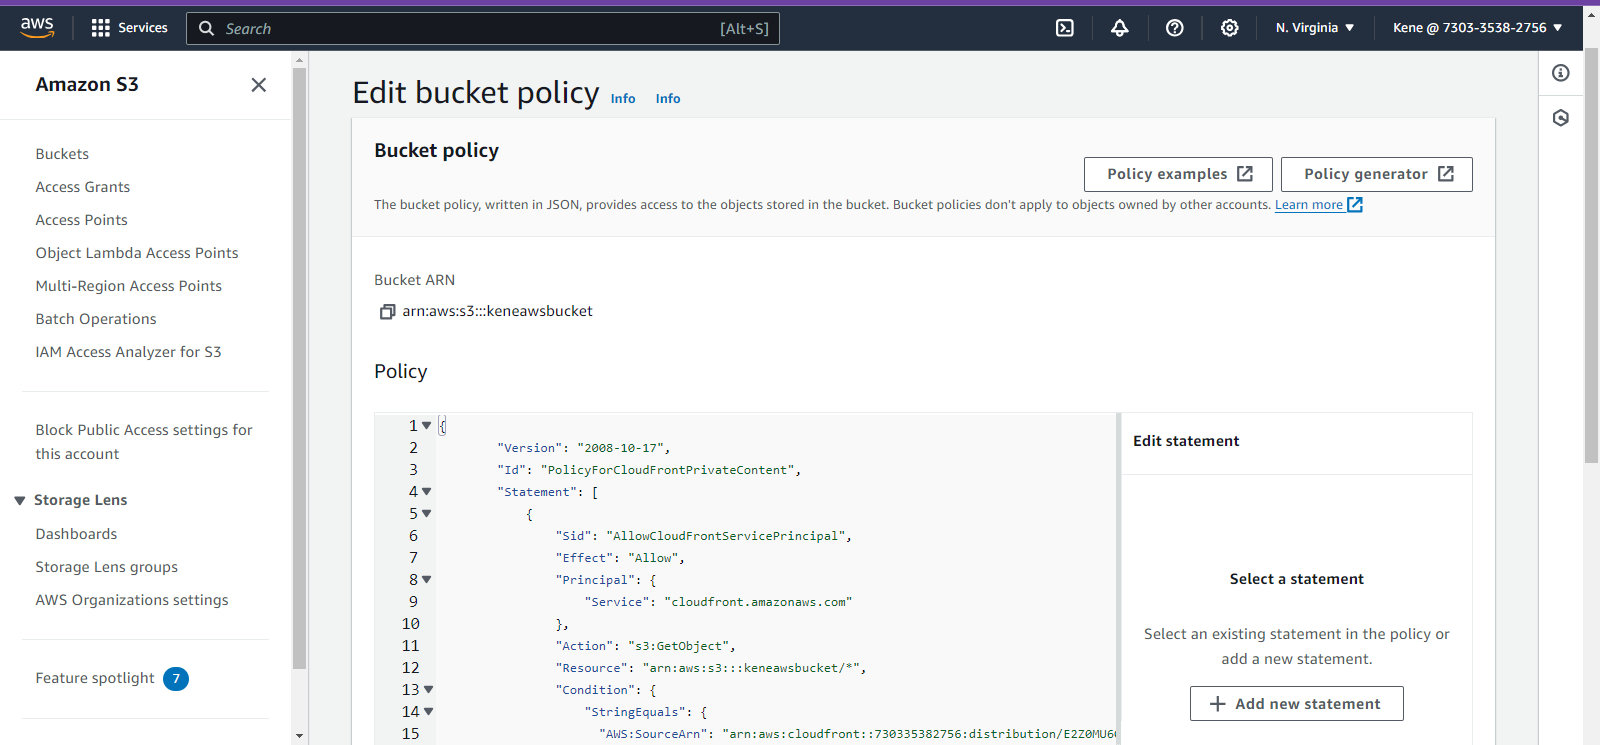 aws
Services
Search
[Alt+S]
N. Virginia
Kene @ 7303-3538-2756
Amazon S3
Buckets
Access Grants
Access Points
Object Lambda Access Points
Multi-Region Access Points
Batch Operations
IAM Access Analyzer for S3
Block Public Access settings for
this account
Storage Lens
Dashboards
Storage Lens groups
AWS Organizations settings
Feature spotlight 7
Edit bucket policy Info Info
Bucket policy
Policy examples
Policy generator
The bucket policy, written in JSON, provides access to the objects stored in the bucket. Bucket policies don't apply to objects owned by other accounts. Learn more
Bucket ARN
arn:aws:s3:::keneawsbucket
Policy
1 {
2 "Version": "2008-10-17",
3 "Id": "PolicyForCloudFrontPrivateContent",
4 "Statement": [
5 {
6 "Sid": "AllowCloudFrontServicePrincipal",
7 "Effect": "Allow",
8 "Principal": {
9 "Service": "cloudfront.amazonaws.com"
10 },
11 "Action": "s3:GetObject",
12 "Resource": "arn:aws:s3:::keneawsbucket/*",
13 "Condition": {
14 "StringEquals": {
15 "AWS:SourceArn": "arn:aws:cloudfront::730335382756:distribution/E2Z0MU6
Edit statement
Select a statement
Select an existing statement in the policy or
add a new statement.
Add new statement